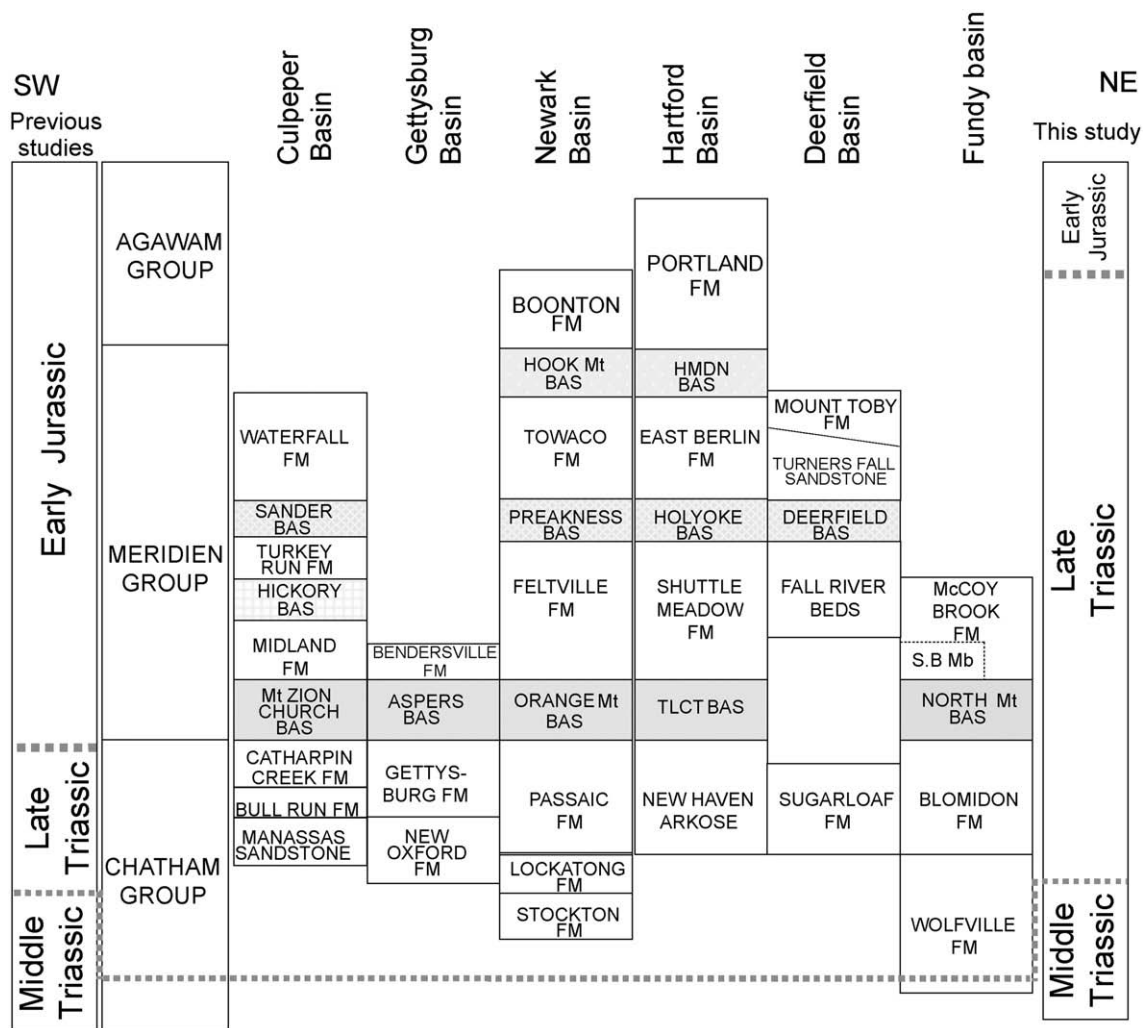 SW
Previous
studies
Culpeper
Basin
Gettysburg
Basin
Newark
Basin
Hartford
Basin
Deerfield
Basin
Fundy basin
NE
This study
Early Jurassic
Late
Triassic
Middle
Triassic
AGAWAM
GROUP
MERIDIEN
GROUP
CHATHAM
GROUP
WATERFALL
FM
SANDER
BAS
TURKEY
RUN FM
HICKORY
BAS
MIDLAND
FM
Mt ZION
CHURCH
BAS
CATHARPIN
CREEK FM
BULL RUN FM
MANASSAS
SANDSTONE
BENDERSVILLE
FM
ASPERS
BAS
GETTYS-
BURG FM
NEW
OXFORD
FM
BOONTON
FM
HOOK Mt
BAS
TOWACO
FM
PREAKNESS
BAS
FELTVILLE
FM
ORANGE Mt
BAS
PASSAIC
FM
LOCKATONG
FM
STOCKTON
FM
PORTLAND
FM
HMDN
BAS
EAST BERLIN
FM
HOLYOKE
BAS
SHUTTLE
MEADOW
FM
TLCT BAS
NEW HAVEN
ARKOSE
MOUNT TOBY
FM
TURNERS FALL
SANDSTONE
DEERFIELD
BAS
FALL RIVER
BEDS
SUGARLOAF
FM
McCOY
BROOK
FM
S.B Mb
NORTH Mt
BAS
BLOMIDON
FM
WOLFVILLE
FM
Early
Jurassic
Late
Triassic
Middle
Triassic